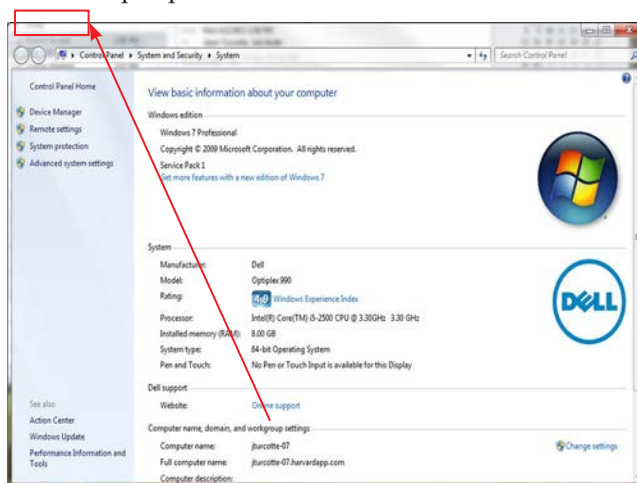 Control Panel ▸ System and Security ▸ System
Search Control Panel
Control Panel Home
Device Manager
Remote settings
System protection
Advanced system settings
See also
Action Center
Windows Update
Performance Information and
Tools
View basic information about your computer
Windows edition
Windows 7 Professional
Copyright © 2009 Microsoft Corporation. All rights reserved.
Service Pack 1
Get more features with a new edition of Windows 7
System
Manufacturer: Dell
Model: Optiplex 990
Rating: 4.9 Windows Experience Index
Processor: Intel(R) Core(TM) i5-2500 CPU @ 3.30GHz 3.30 GHz
Installed memory (RAM): 8.00 GB
System type: 64-bit Operating System
Pen and Touch: No Pen or Touch Input is available for this Display
DELL
Dell support
Website: Online support
Computer name, domain, and workgroup settings
Computer name: jturcotte-07
Change settings
Full computer name: jturcotte-07.harvardapp.com
Computer description: